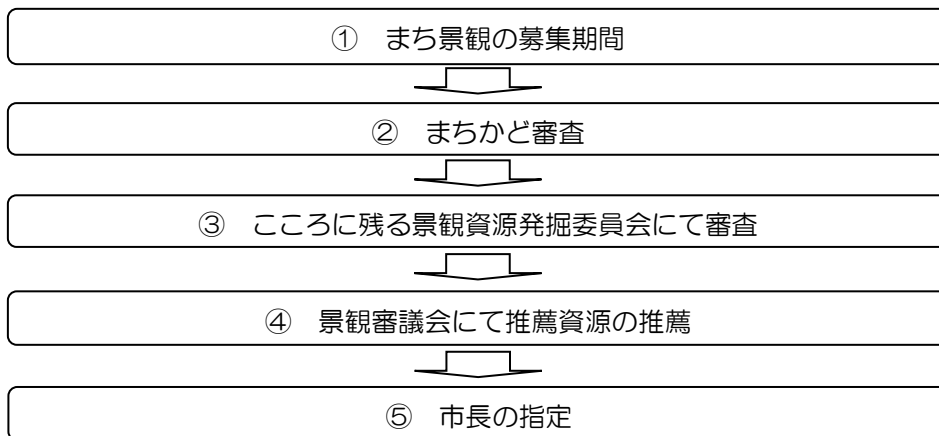 ① まち景観の募集期間
② まちかど審査
③ こころに残る景観資源発掘委員会にて審査
④ 景観審議会にて推薦資源の推薦
⑤ 市長の指定